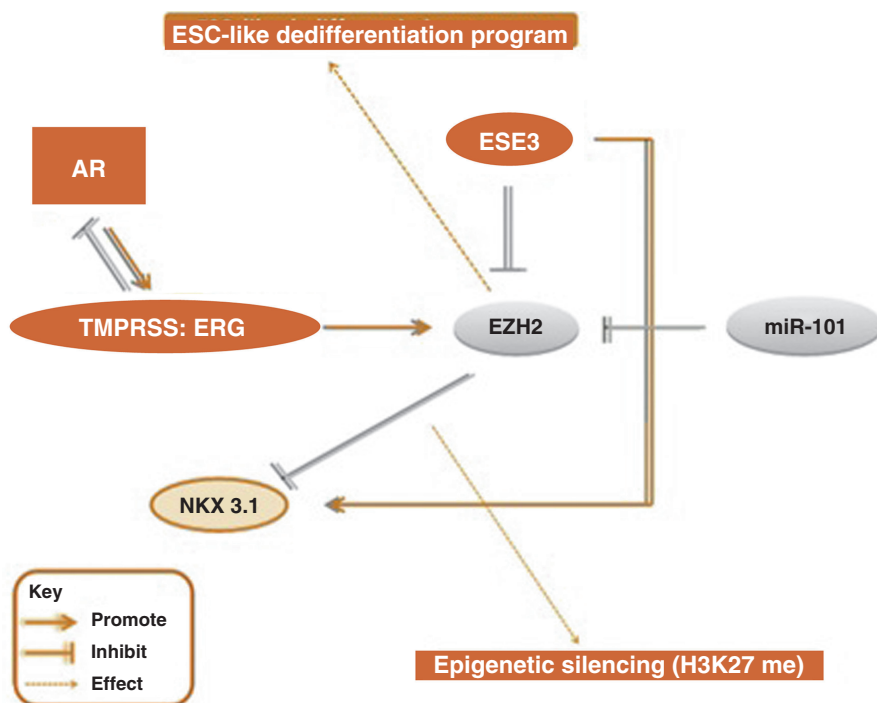 ESC-like dedifferentiation program
ESE3
AR
TMPRSS: ERG
EZH2
miR-101
NKX 3.1
Key
Promote
Inhibit
Effect
Epigenetic silencing (H3K27 me)